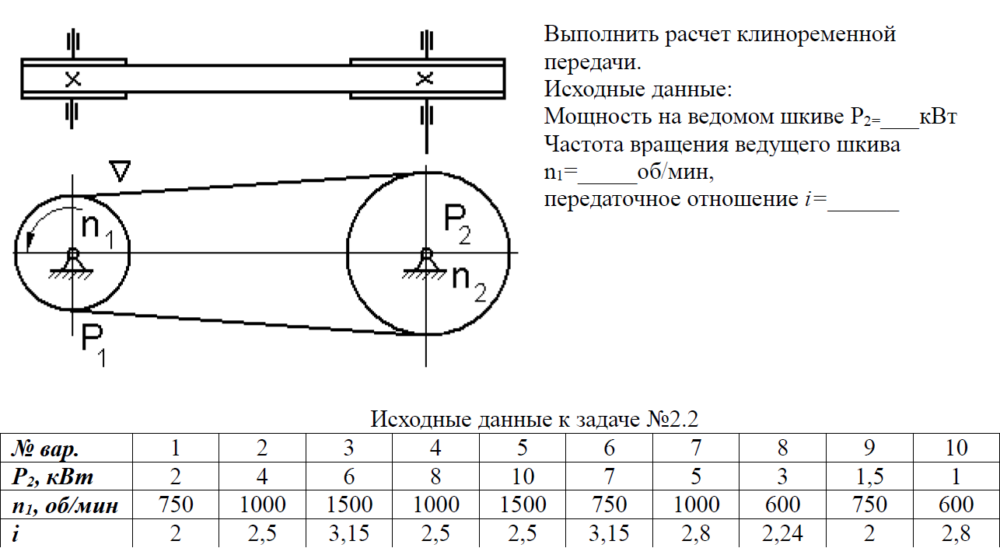 n1
P2
n2
P1
Выполнить расчет клиноременной
передачи.
Исходные данные:
Мощность на ведомом шкиве P2=___кВт
Частота вращения ведущего шкива
n1=_____об/мин,
передаточное отношение i=______
Исходные данные к задаче №2.2
№ вар. 1 2 3 4 5 6 7 8 9 10
P2, кВт 2 4 6 8 10 7 5 3 1,5 1
n1, об/мин 750 1000 1500 1000 1500 750 1000 600 750 600
i 2 2,5 3,15 2,5 2,5 3,15 2,8 2,24 2 2,8